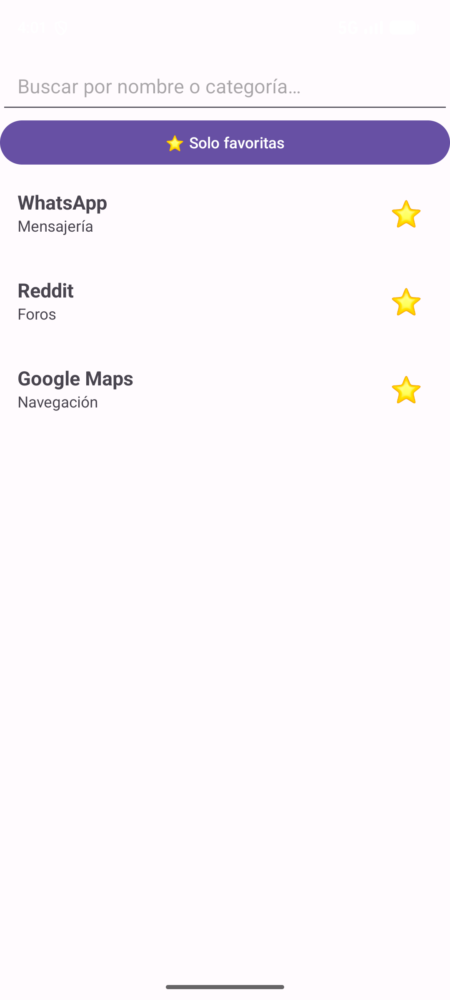 Buscar por nombre o categoría...
⭐ Solo favoritas
WhatsApp
Mensajería
Reddit
Foros
Google Maps
Navegación